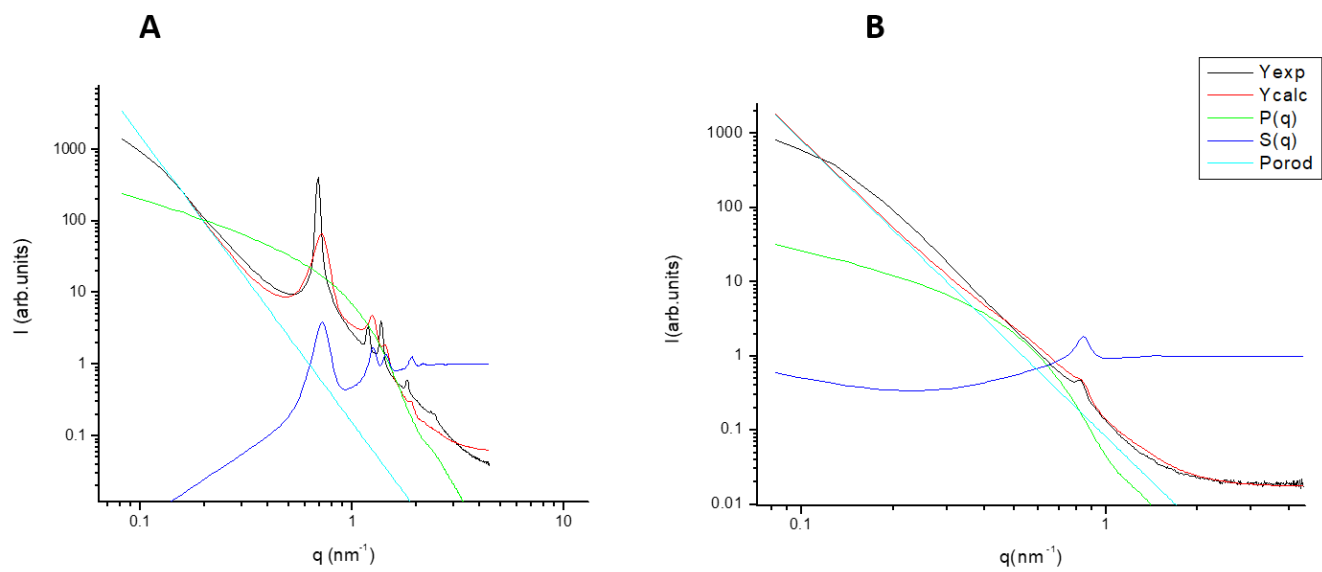 A
B
Yexp
Ycalc
P(q)
S(q)
Porod
1000
100
10
1
0.1
I (arb.units)
0.1
1
10
q (nm⁻¹)
1000
100
10
1
0.1
0.01
I(arb.units)
0.1
1
q(nm⁻¹)